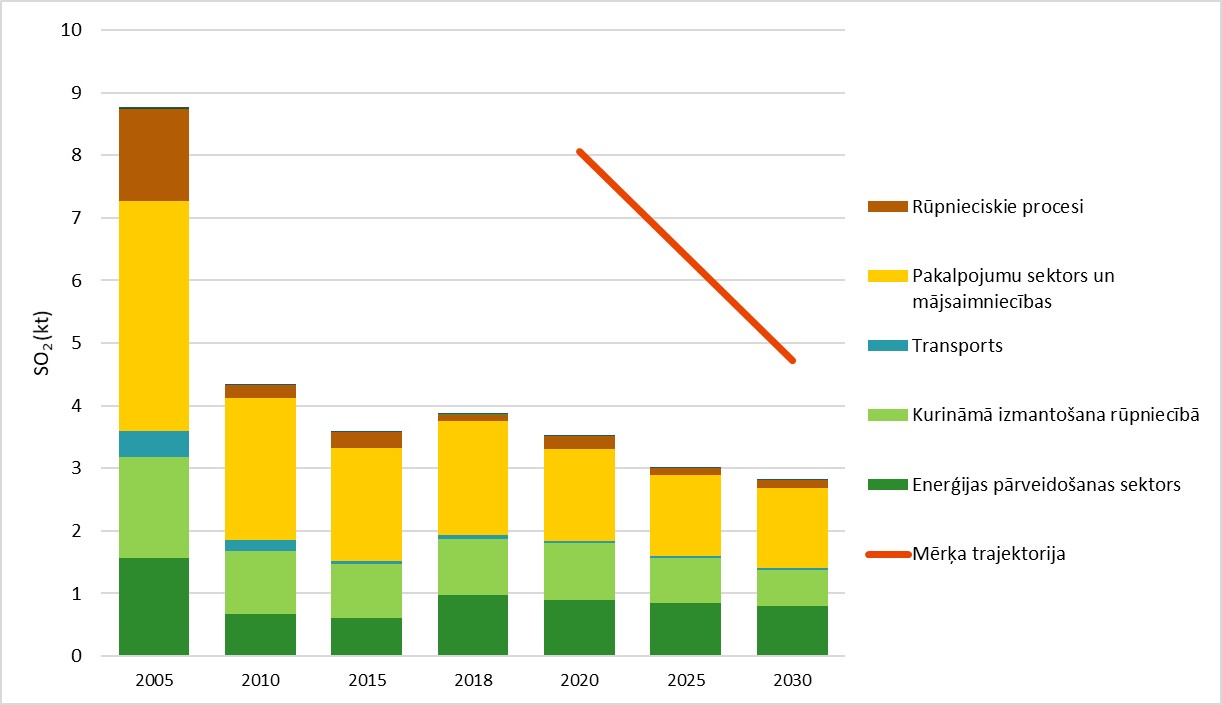 10
9
8
7
6
5
4
3
2
1
0
SO2 (kt)
2005
2010
2015
2018
2020
2025
2030
Rūpnieciskie procesi
Pakalpojumu sektors un
mājsaimniecības
Transports
Kurināmā izmantošana rūpniecībā
Enerģijas pārveidošanas sektors
Mērķa trajektorija